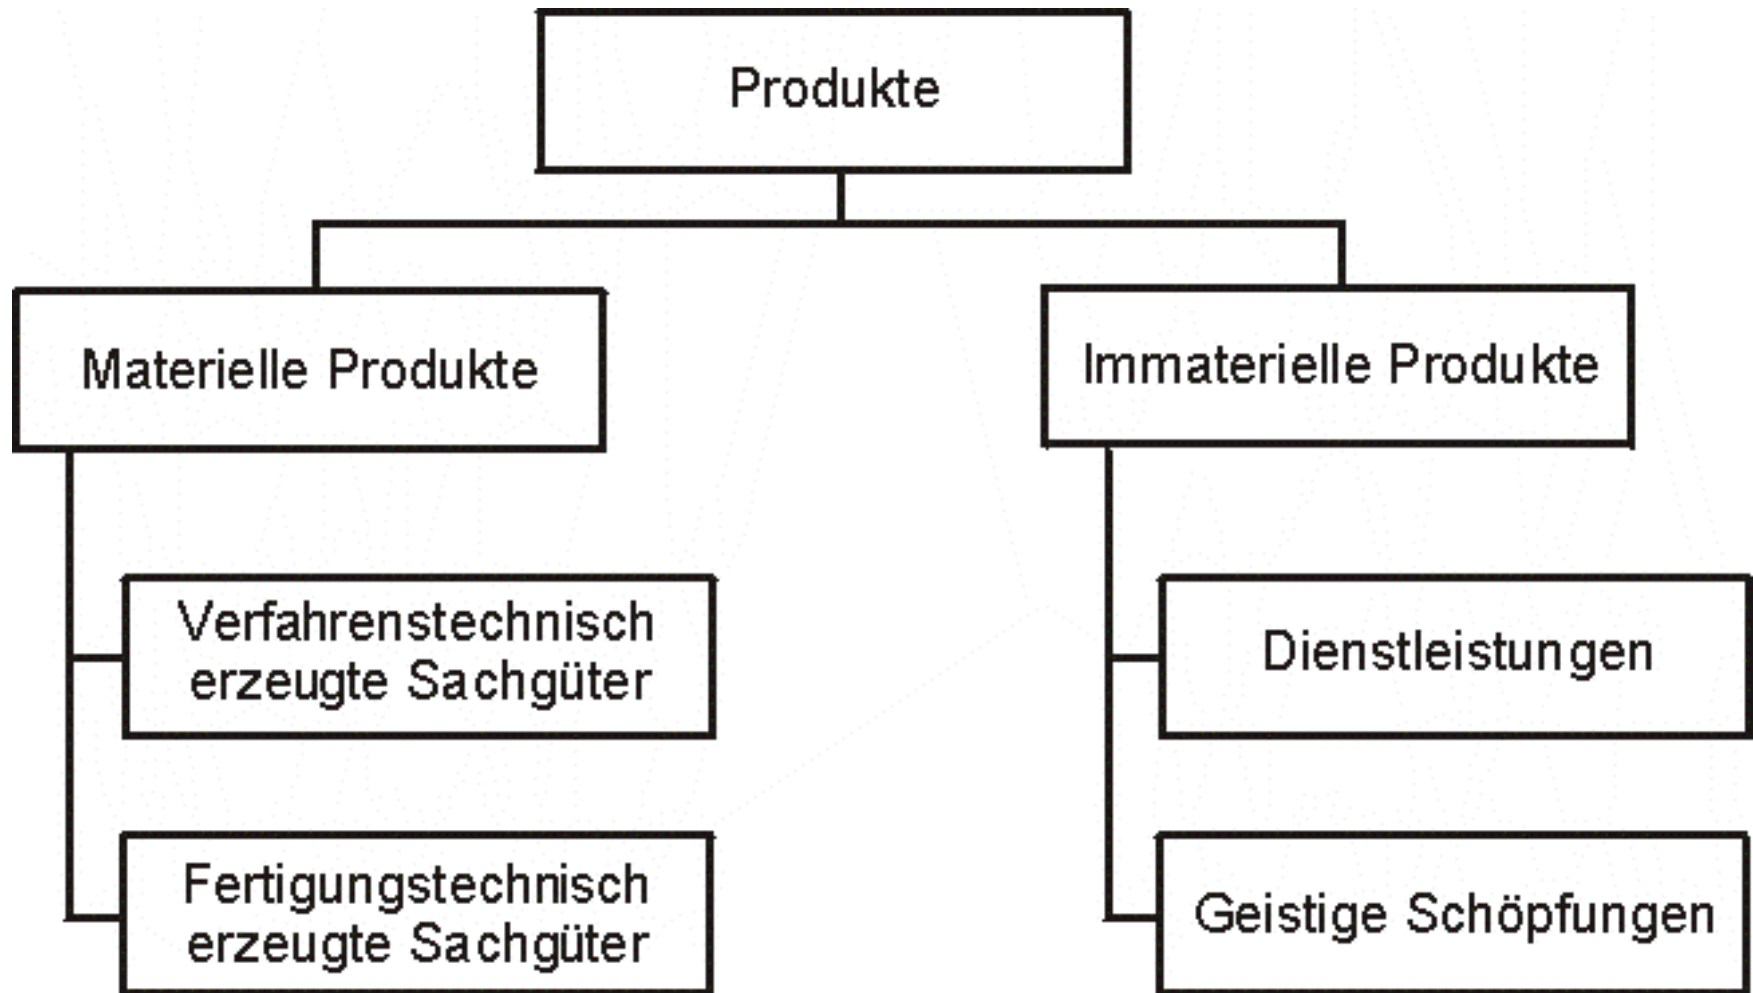 Produkte
Materielle Produkte
Immaterielle Produkte
Verfahrenstechnisch
erzeugte Sachgüter
Dienstleistungen
Fertigungstechnisch
erzeugte Sachgüter
Geistige Schöpfungen